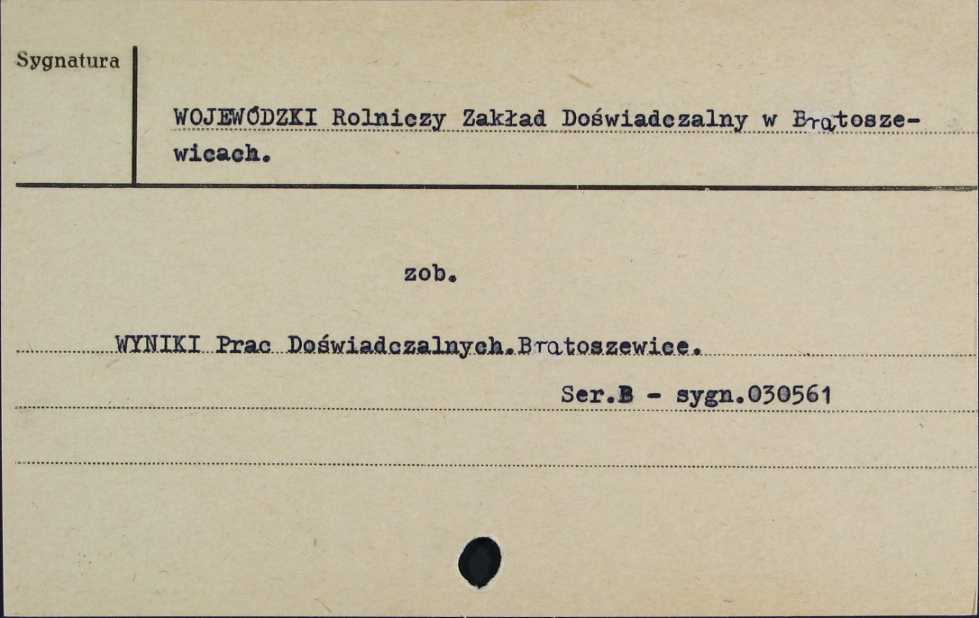 Sygnatura
WOJEWÓDZKI Rolniczy Zakład Doświadczalny w Bratosze-
wicach.
zob.
WYNIKI Prac Doświadczalnych.Bratoszewice.
Ser.B - sygn.030561